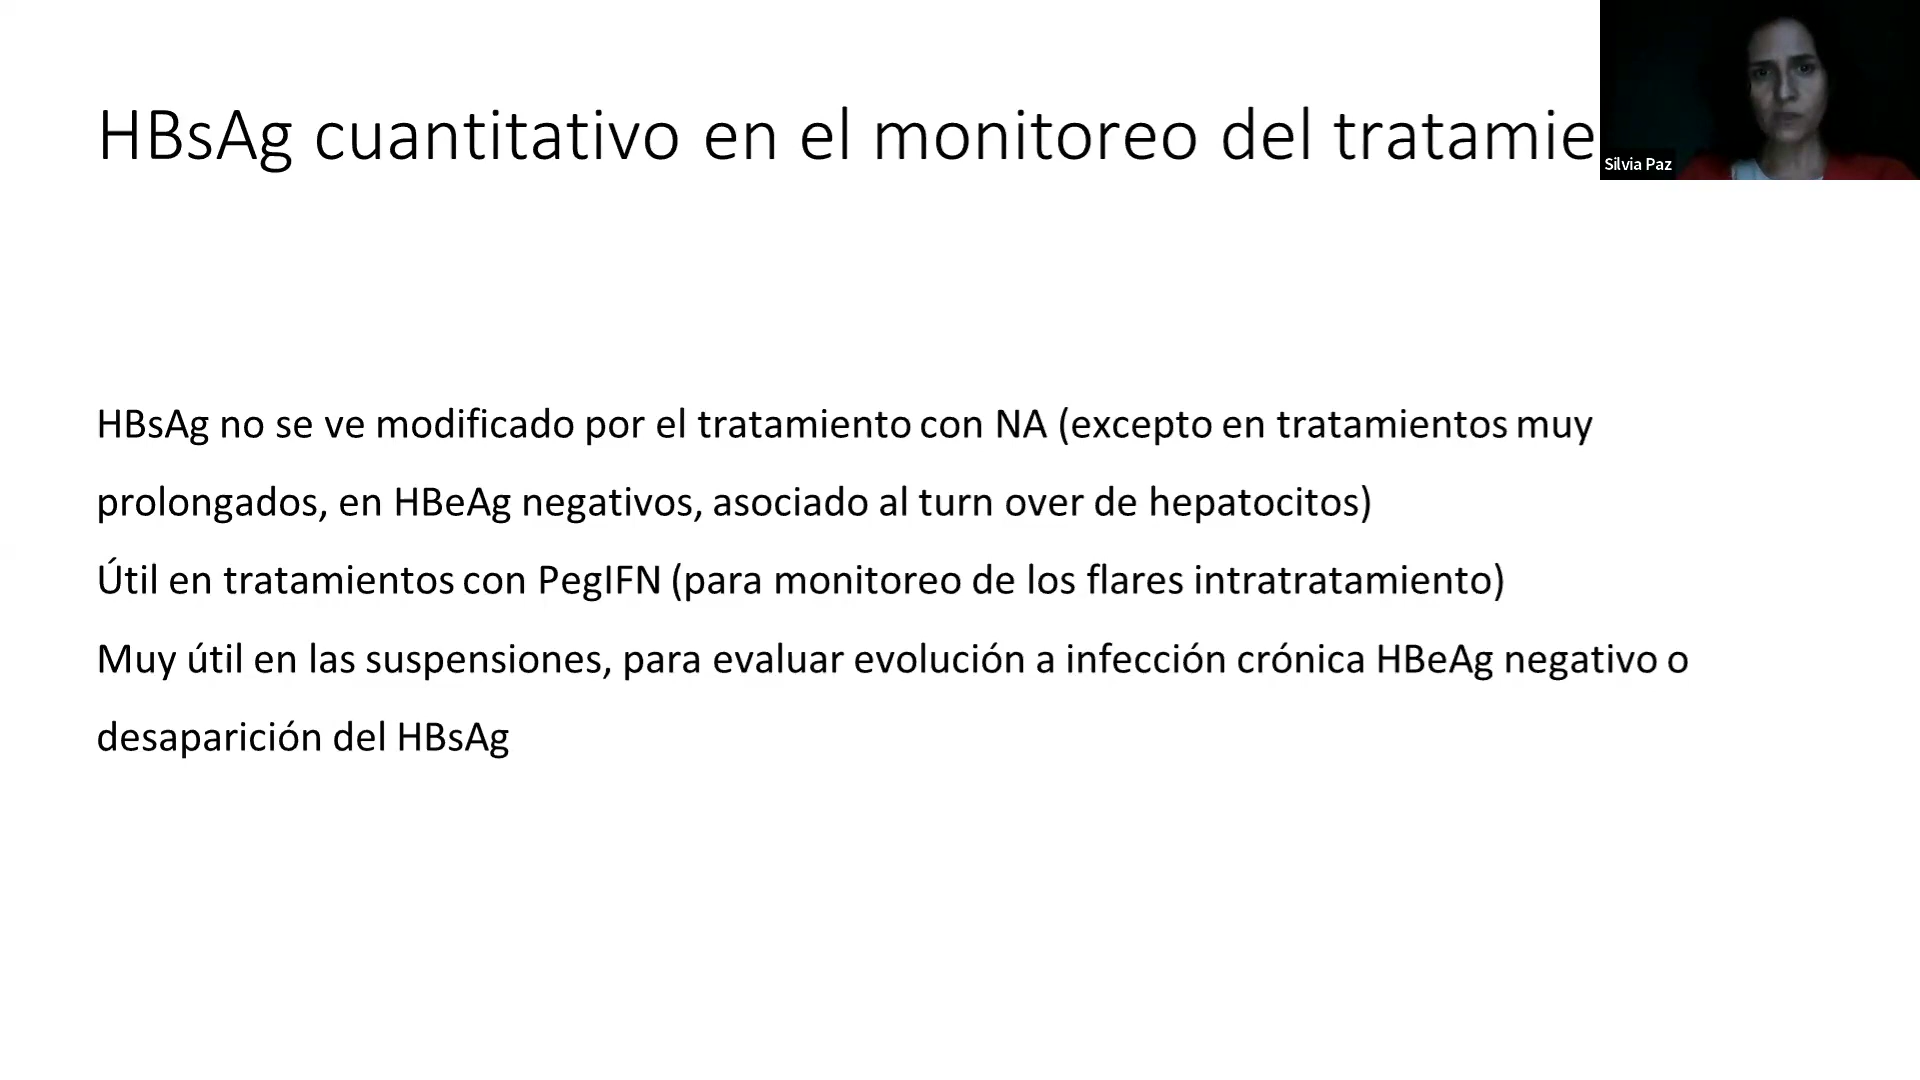 HBsAg cuantitativo en el monitoreo del tratamie
Silvia Paz
HBsAg no se ve modificado por el tratamiento con NA (excepto en tratamientos muy
prolongados, en HBeAg negativos, asociado al turn over de hepatocitos)
Útil en tratamientos con PegIFN (para monitoreo de los flares intratratamiento)
Muy útil en las suspensiones, para evaluar evolución a infección crónica HBeAg negativo o
desaparición del HBsAg